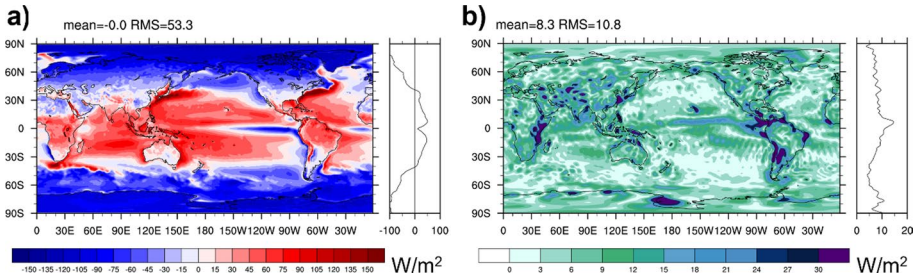 a) mean=-0.0 RMS=53.3
90N
60N
30N
0
30S
60S
90S
0 30E 60E 90E 120E 150E 180 150W 120W 90W 60W 30W 0
-100 0 100
-150 -135 -120 -105 -90 -75 -60 -45 -30 -15 0 15 30 45 60 75 90 105 120 135 150
W/m²
b) mean=8.3 RMS=10.8
90N
60N
30N
0
30S
60S
90S
0 30E 60E 90E 120E 150E 180 150W 120W 90W 60W 30W 0
0 10 20
0 3 6 9 12 15 18 21 24 27 30
W/m²